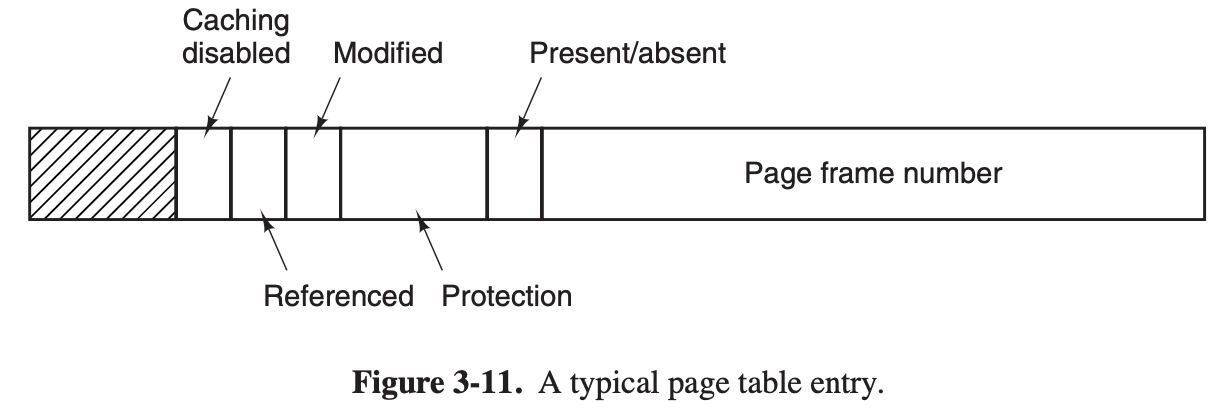 Caching
disabled
Modified
Present/absent
Page frame number
Referenced
Protection
Figure 3-11. A typical page table entry.